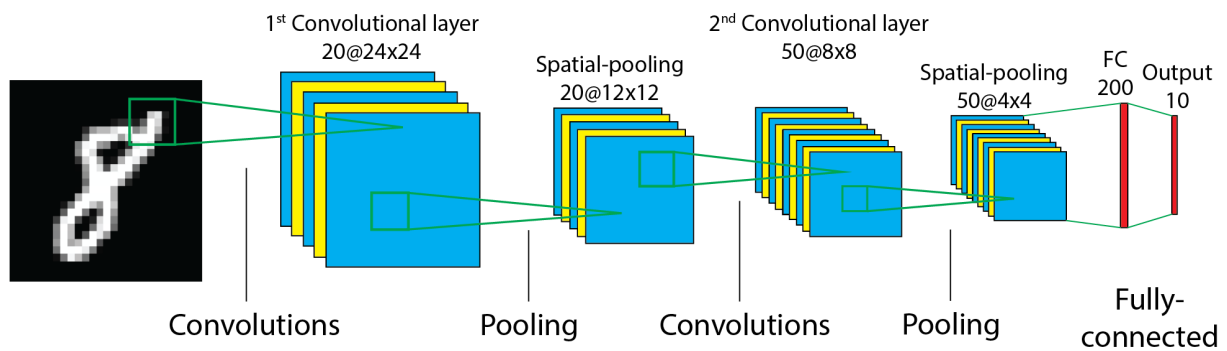 1st Convolutional layer
20@24x24
Spatial-pooling
20@12x12
2nd Convolutional layer
50@8x8
Spatial-pooling
50@4x4
FC
200
Output
10
Convolutions
Pooling
Convolutions
Pooling
Fully-
connected